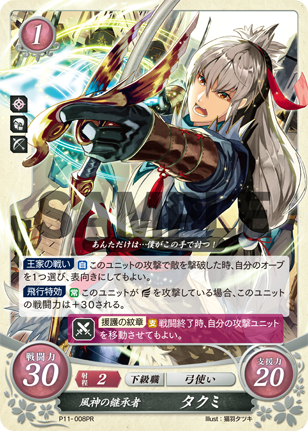 1
SAMPLE
あんただけは…僕がこの手で討つ！
王家の戦い 自 このユニットの攻撃で敵を撃破した時、自分のオーブ
を1つ選び、表向きにしてもよい。
飛行特効 常 このユニットが を攻撃している場合、このユニット
の戦闘力は＋30される。
援護の紋章 支 戦闘終了時、自分の攻撃ユニット
を移動させてもよい。
戦闘力 30
射程 2 下級職 弓使い
支援力 20
風神の継承者 タクミ
P11-008PR Illust：猫羽タツキ